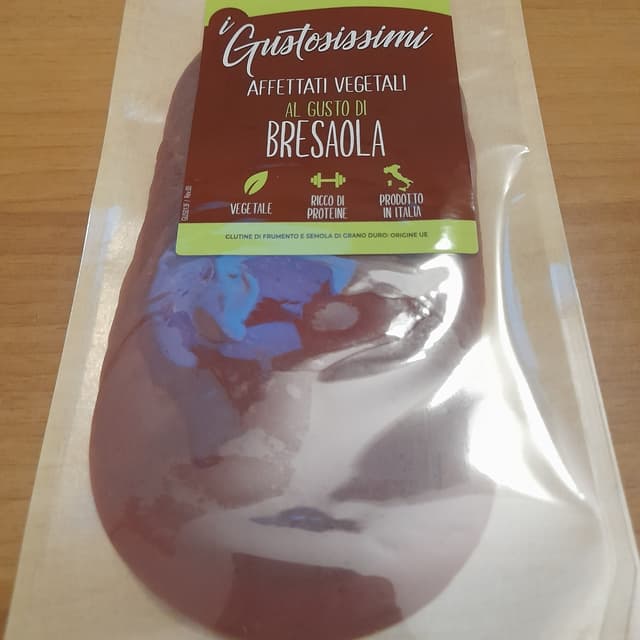 i Gustosissimi
AFFETTATI VEGETALI
AL GUSTO DI
BRESAOLA
VEGETALE
RICCO DI
PROTEINE
PRODOTTO
IN ITALIA
GLUTINE DI FRUMENTO E SEMOLA DI GRANO DURO: ORIGINE UE